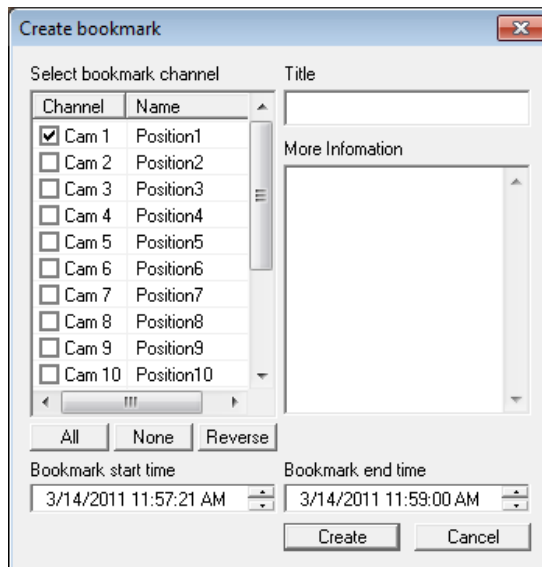 Create bookmark
Select bookmark channel
Channel Name
Cam 1 Position1
Cam 2 Position2
Cam 3 Position3
Cam 4 Position4
Cam 5 Position5
Cam 6 Position6
Cam 7 Position7
Cam 8 Position8
Cam 9 Position9
Cam 10 Position10
All None Reverse
Title
More Infomation
Bookmark start time
3/14/2011 11:57:21 AM
Bookmark end time
3/14/2011 11:59:00 AM
Create Cancel